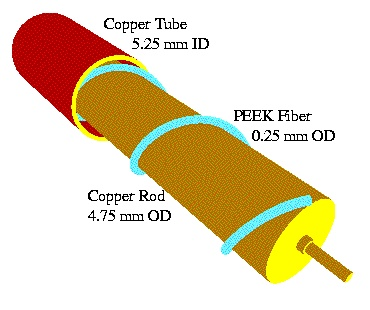 Copper Tube
5.25 mm ID
PEEK Fiber
0.25 mm OD
Copper Rod
4.75 mm OD